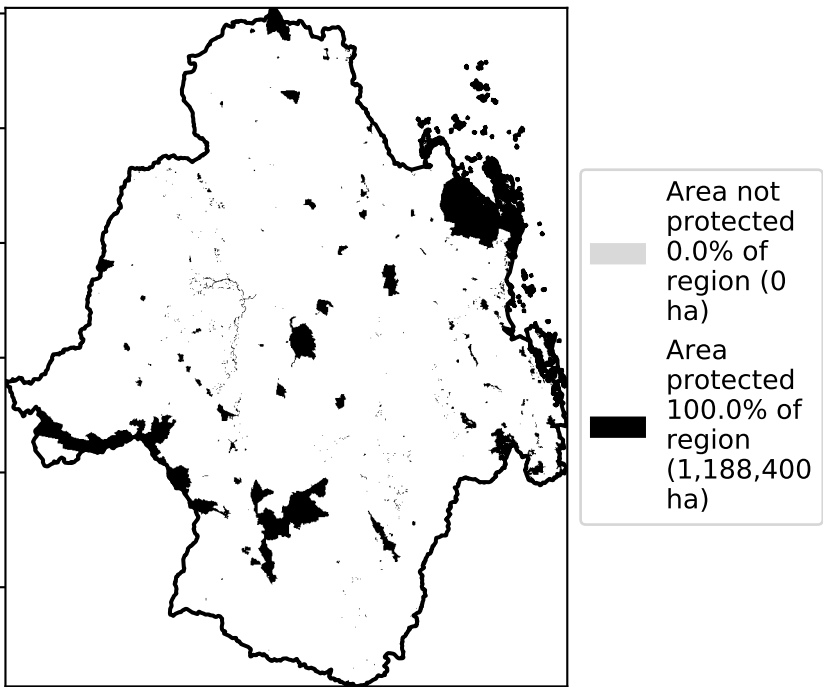 Area not
protected
0.0% of
region (0
ha)
Area
protected
100.0% of
region
(1,188,400
ha)